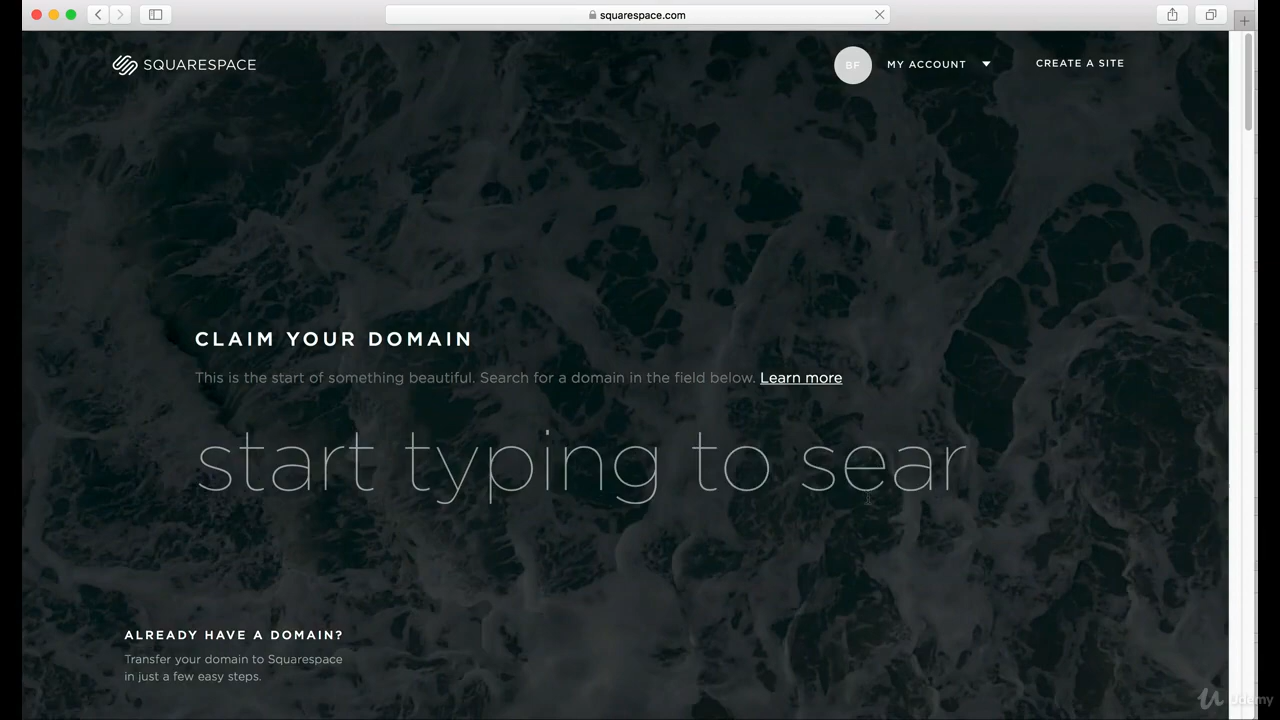 squarespace.com
SQUARESPACE
BF
MY ACCOUNT
CREATE A SITE
CLAIM YOUR DOMAIN
This is the start of something beautiful. Search for a domain in the field below. Learn more
start typing to sear
ALREADY HAVE A DOMAIN?
Transfer your domain to Squarespace
in just a few easy steps.
Udemy